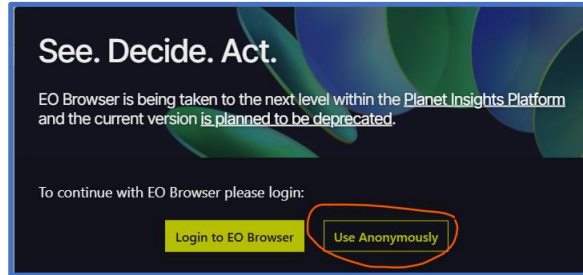 See. Decide. Act.
EO Browser is being taken to the next level within the Planet Insights Platform
and the current version is planned to be deprecated.
To continue with EO Browser please login:
Login to EO Browser
Use Anonymously